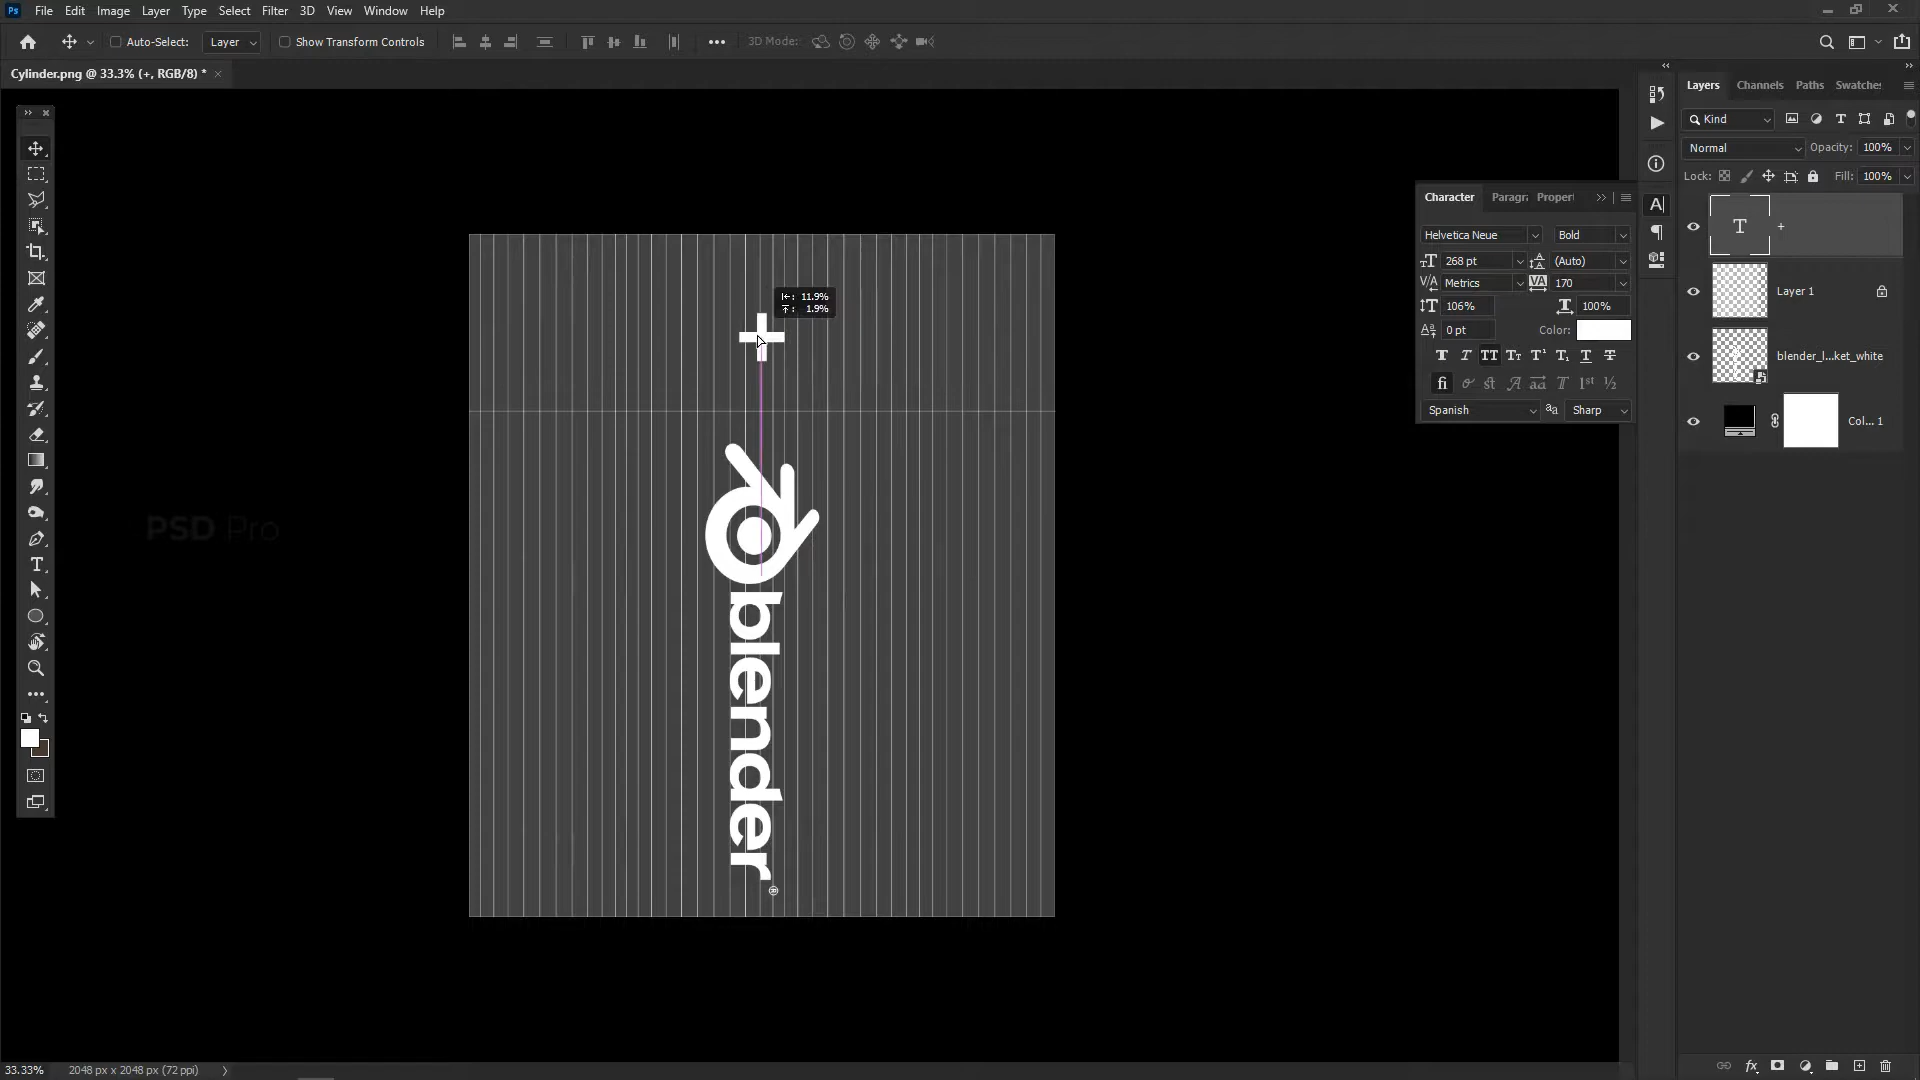 Ps File Edit Image Layer Type Select Filter 3D View Window Help
Auto-Select: Layer Show Transform Controls 3D Mode:
Cylinder.png @ 33.3% (+, RGB/8) *
Layers Channels Paths Swatches
Kind
Normal Opacity: 100%
Lock: Fill: 100%
+
Layer 1
blender_l...ket_white
Col... 1
Character Paragra Propert
Helvetica Neue Bold
268 pt (Auto)
Metrics 170
106% 100%
0 pt Color:
Spanish Sharp
11.9%
1.9%
+
blender
®
PSD Pro
33.33% 2048 px x 2048 px (72 ppi)